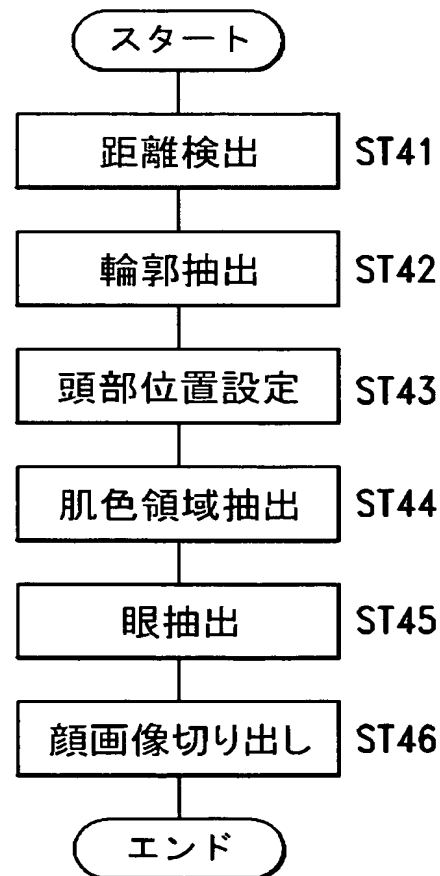 スタート
距離検出 ST41
輪郭抽出 ST42
頭部位置設定 ST43
肌色領域抽出 ST44
眼抽出 ST45
顔画像切り出し ST46
エンド